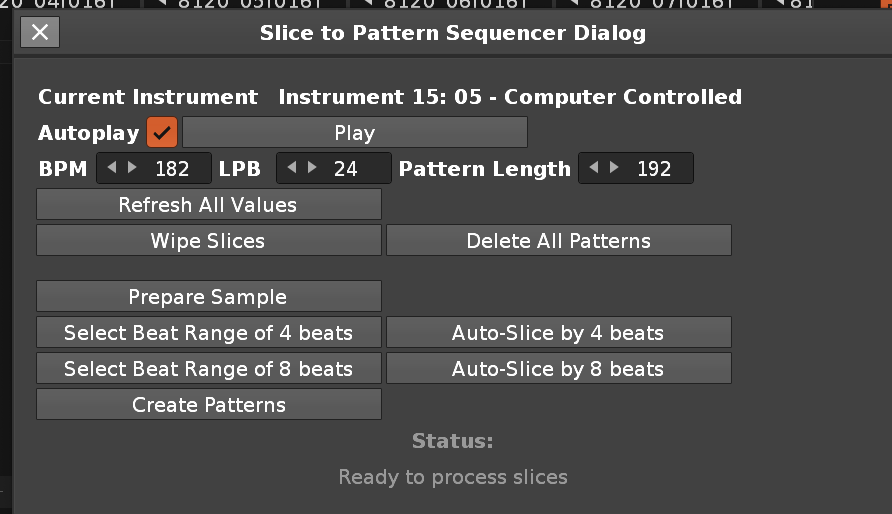 Slice to Pattern Sequencer Dialog
Current Instrument Instrument 15: 05 - Computer Controlled
Autoplay Play
BPM 182 LPB 24 Pattern Length 192
Refresh All Values
Wipe Slices Delete All Patterns
Prepare Sample
Select Beat Range of 4 beats Auto-Slice by 4 beats
Select Beat Range of 8 beats Auto-Slice by 8 beats
Create Patterns
Status:
Ready to process slices